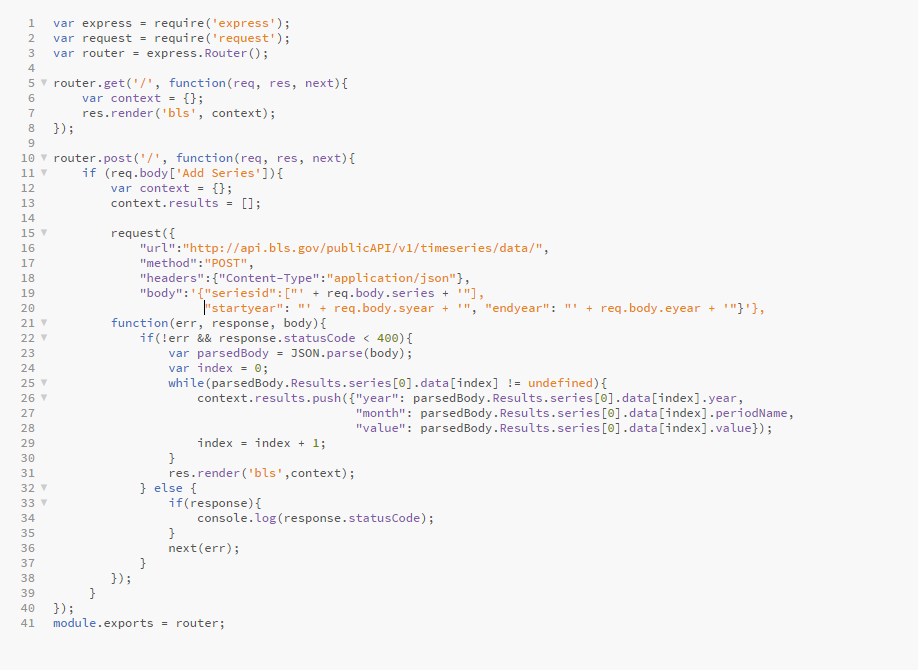 1 var express = require('express');
2 var request = require('request');
3 var router = express.Router();
4
5 router.get('/', function(req, res, next){
6     var context = {};
7     res.render('bls', context);
8 });
9
10 router.post('/', function(req, res, next){
11     if (req.body['Add Series']){
12         var context = {};
13         context.results = [];
14
15         request({
16             "url":"http://api.bls.gov/publicAPI/v1/timeseries/data/",
17             "method":"POST",
18             "headers":{"Content-Type":"application/json"},
19             "body":'{"seriesid":["' + req.body.series + '"],
20                      "startyear": "' + req.body.syear + '", "endyear": "' + req.body.eyear + '"}'},
21         function(err, response, body){
22             if(!err && response.statusCode < 400){
23                 var parsedBody = JSON.parse(body);
24                 var index = 0;
25                 while(parsedBody.Results.series[0].data[index] != undefined){
26                     context.results.push({"year": parsedBody.Results.series[0].data[index].year,
27                                           "month": parsedBody.Results.series[0].data[index].periodName,
28                                           "value": parsedBody.Results.series[0].data[index].value});
29                     index = index + 1;
30                 }
31                 res.render('bls',context);
32             } else {
33                 if(response){
34                     console.log(response.statusCode);
35                 }
36                 next(err);
37             }
38         });
39      }
40 });
41 module.exports = router;